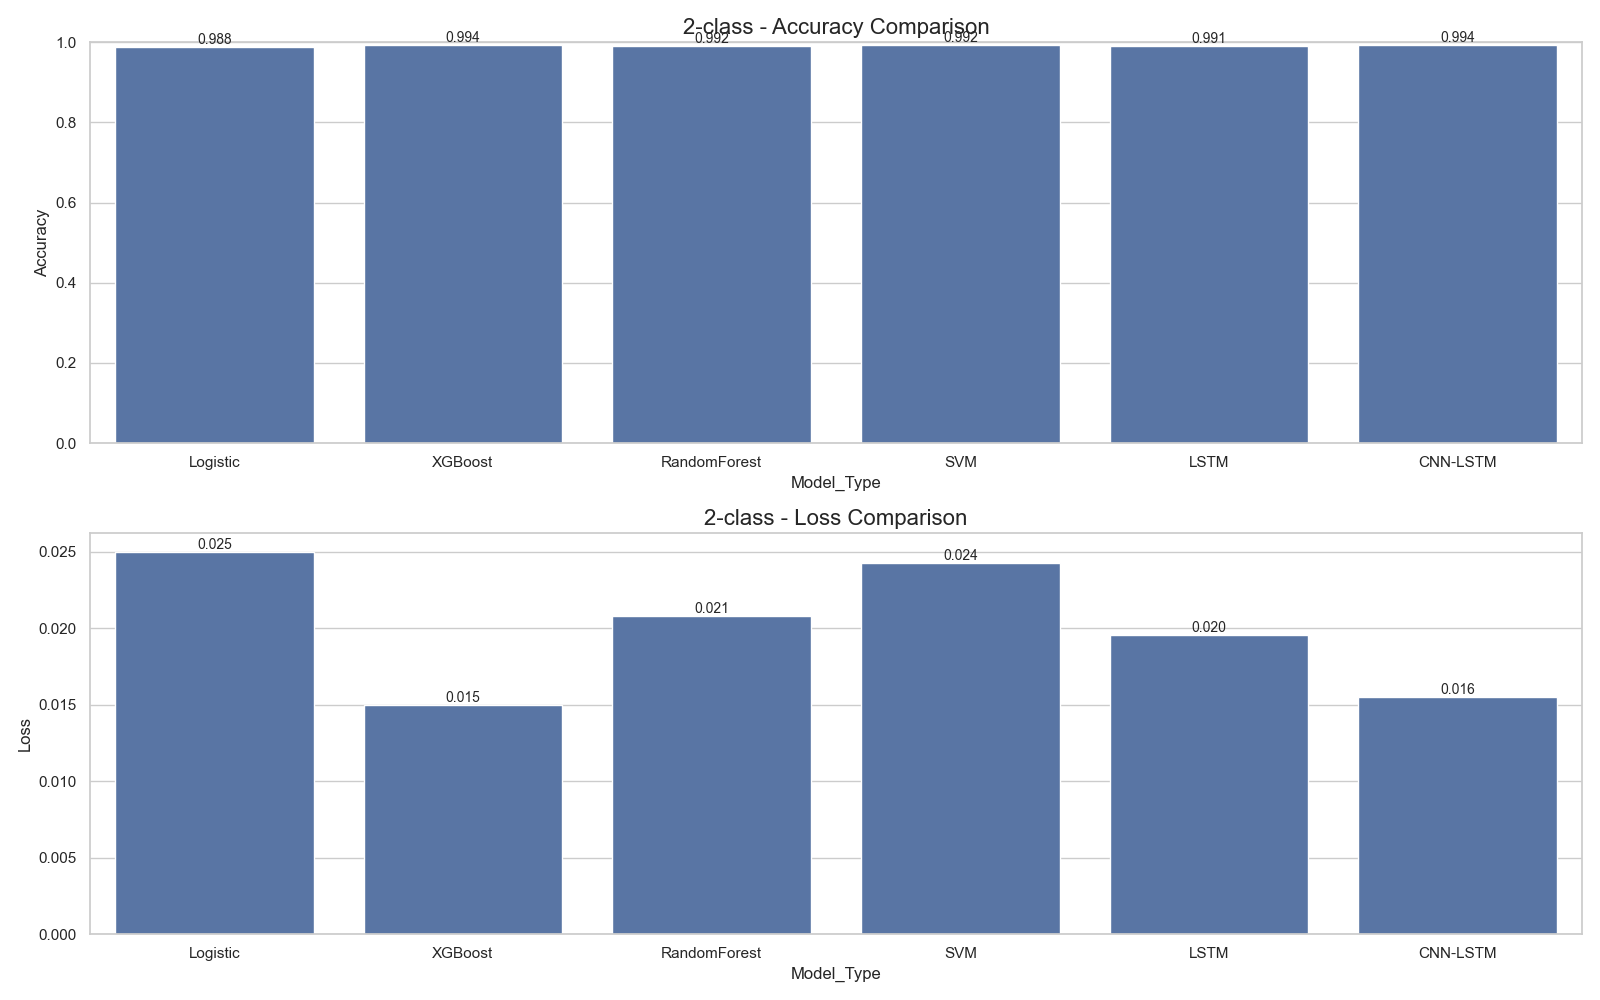 2-class - Accuracy Comparison
0.988 0.994 0.992 0.992 0.991 0.994
1.0
0.8
0.6
0.4
0.2
0.0
Accuracy
Logistic XGBoost RandomForest SVM LSTM CNN-LSTM
Model_Type
2-class - Loss Comparison
0.025 0.015 0.021 0.024 0.020 0.016
0.025
0.020
0.015
0.010
0.005
0.000
Loss
Logistic XGBoost RandomForest SVM LSTM CNN-LSTM
Model_Type